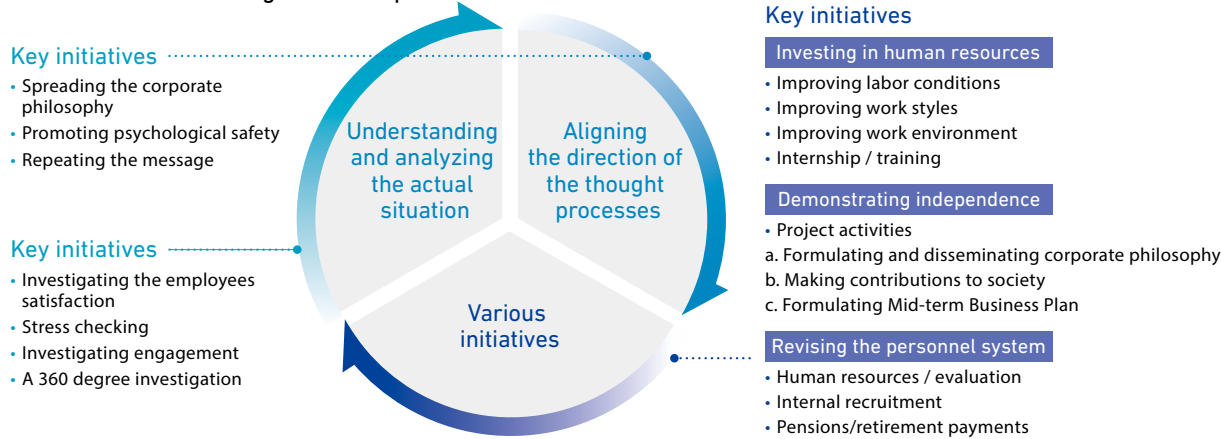 Key initiatives
• Spreading the corporate
philosophy
• Promoting psychological safety
• Repeating the message
Key initiatives
• Investigating the employees
satisfaction
• Stress checking
• Investigating engagement
• A 360 degree investigation
Understanding
and analyzing
the actual
situation
Aligning
the direction of
the thought
processes
Various
initiatives
Key initiatives
Investing in human resources
• Improving labor conditions
• Improving work styles
• Improving work environment
• Internship / training
Demonstrating independence
• Project activities
a. Formulating and disseminating corporate philosophy
b. Making contributions to society
c. Formulating Mid-term Business Plan
Revising the personnel system
• Human resources / evaluation
• Internal recruitment
• Pensions/retirement payments